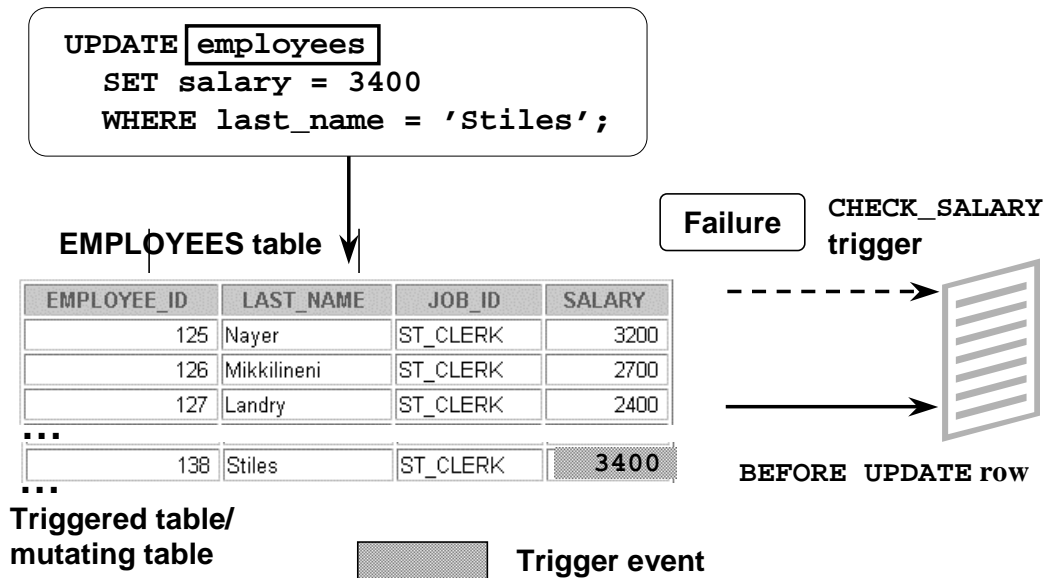 UPDATE employees
SET salary = 3400
WHERE last_name = ’Stiles’;
Failure
CHECK_SALARY
trigger
EMPLOYEES table
EMPLOYEE_ID LAST_NAME JOB_ID SALARY
125 Nayer ST_CLERK 3200
126 Mikkilineni ST_CLERK 2700
127 Landry ST_CLERK 2400
...
138 Stiles ST_CLERK 3400
...
BEFORE UPDATE row
Triggered table/
mutating table
Trigger event